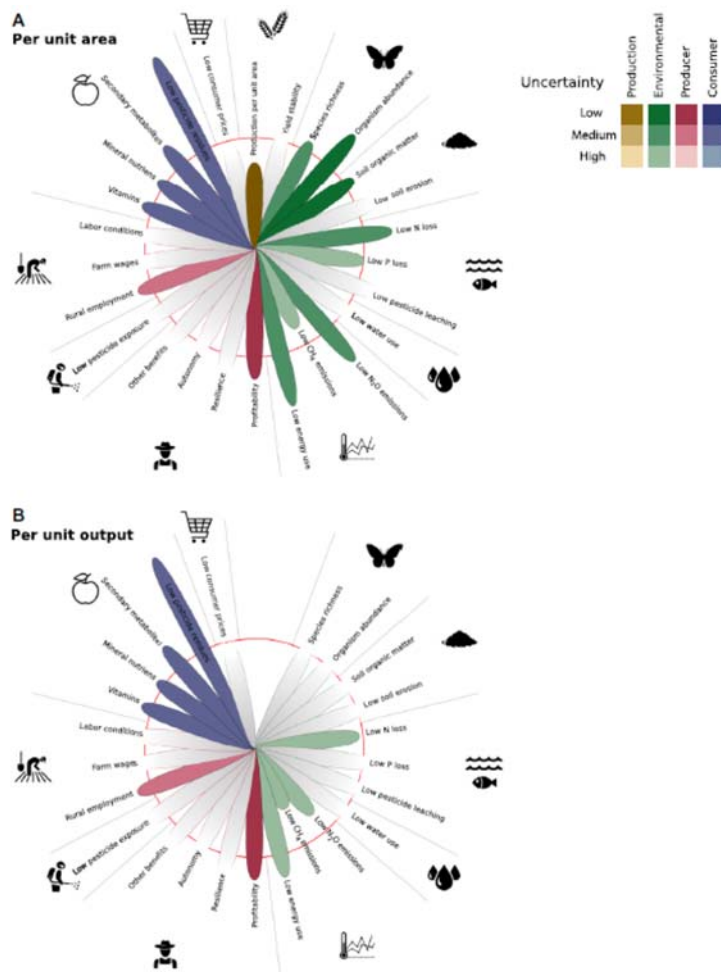 A
Per unit area
Low consumer prices
Low pesticide residues
Secondary metabolites
Mineral nutriens
Vitamins
Labor conditions
Farm wages
Rural employment
Low pesticide exposure
Other benefits
Autonomy
Resilience
Profitability
Low energy use
Low CH₄ emissions
Low N₂O emissions
Low water use
Low pesticide leaching
Low P loss
Low N loss
Low soil erosion
Soil organic matter
Organism abundance
Species richness
Yield stability
Production per unit area
Uncertainty
Production
Environmental
Producer
Consumer
Low
Medium
High
B
Per unit output
Low consumer prices
Low pesticide residues
Secondary metabolites
Mineral nutriens
Vitamins
Labor conditions
Farm wages
Rural employment
Low pesticide exposure
Other benefits
Autonomy
Resilience
Profitability
Low energy use
Low CH₄ emissions
Low N₂O emissions
Low water use
Low pesticide leaching
Low P loss
Low N loss
Low soil erosion
Soil organic matter
Organism abundance
Species richness